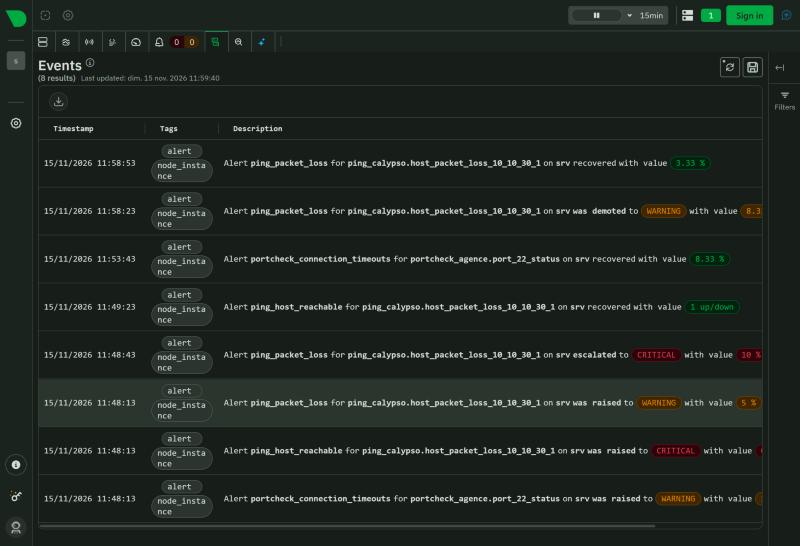 15min
1
Sign in
0 0
s
Events
(8 results) Last updated: dim. 15 nov. 2026 11:59:40
Filters
Timestamp Tags Description
15/11/2026 11:58:53 alert node_insta
nce Alert ping_packet_loss for ping_calypso.host_packet_loss_10_10_30_1 on srv recovered with value 3.33 %
15/11/2026 11:58:23 alert node_insta
nce Alert ping_packet_loss for ping_calypso.host_packet_loss_10_10_30_1 on srv was demoted to WARNING with value 8.3
15/11/2026 11:53:43 alert node_insta
nce Alert portcheck_connection_timeouts for portcheck_agence.port_22_status on srv recovered with value 8.33 %
15/11/2026 11:49:23 alert node_insta
nce Alert ping_host_reachable for ping_calypso.host_packet_loss_10_10_30_1 on srv recovered with value 1 up/down
15/11/2026 11:48:43 alert node_insta
nce Alert ping_packet_loss for ping_calypso.host_packet_loss_10_10_30_1 on srv escalated to CRITICAL with value 10 %
15/11/2026 11:48:13 alert node_insta
nce Alert ping_packet_loss for ping_calypso.host_packet_loss_10_10_30_1 on srv was raised to WARNING with value 5 %
15/11/2026 11:48:13 alert node_insta
nce Alert ping_host_reachable for ping_calypso.host_packet_loss_10_10_30_1 on srv was raised to CRITICAL with value
15/11/2026 11:48:13 alert node_insta
nce Alert portcheck_connection_timeouts for portcheck_agence.port_22_status on srv was raised to WARNING with value